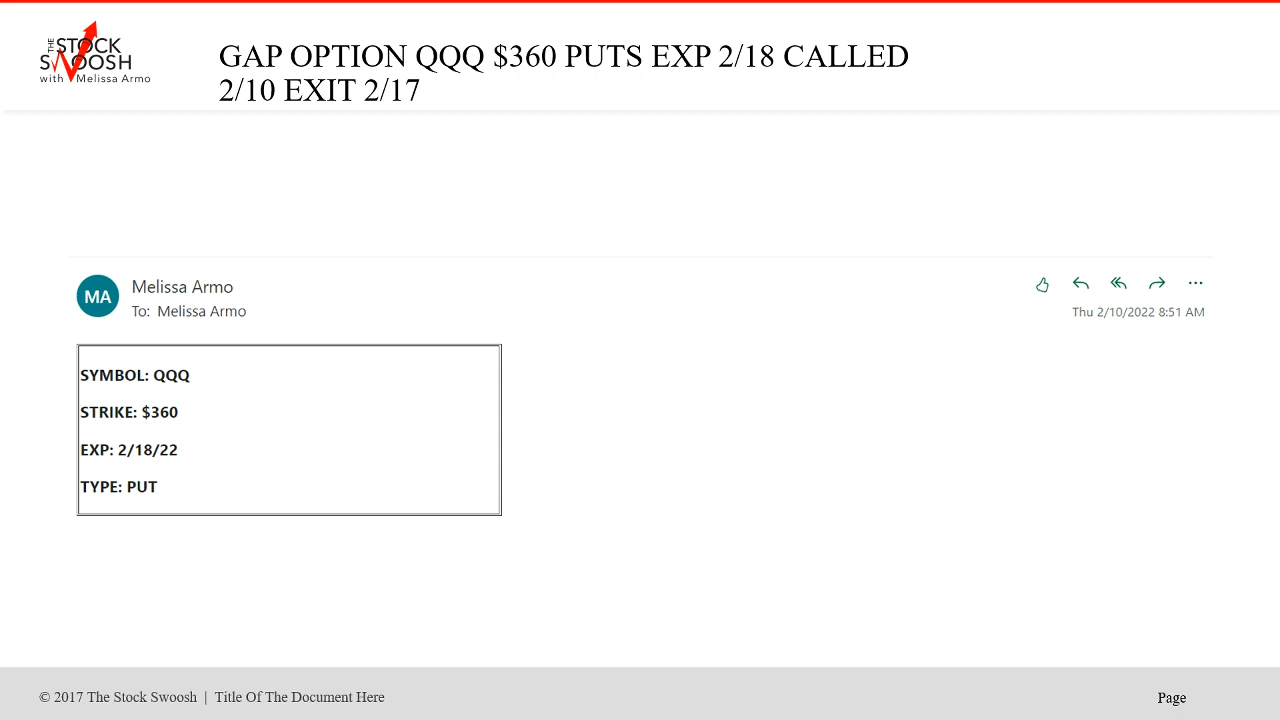 THE
STOCK
SWOOSH
with Melissa Armo
GAP OPTION QQQ $360 PUTS EXP 2/18 CALLED
2/10 EXIT 2/17
MA
Melissa Armo
To: Melissa Armo
Thu 2/10/2022 8:51 AM
SYMBOL: QQQ
STRIKE: $360
EXP: 2/18/22
TYPE: PUT
© 2017 The Stock Swoosh | Title Of The Document Here
Page